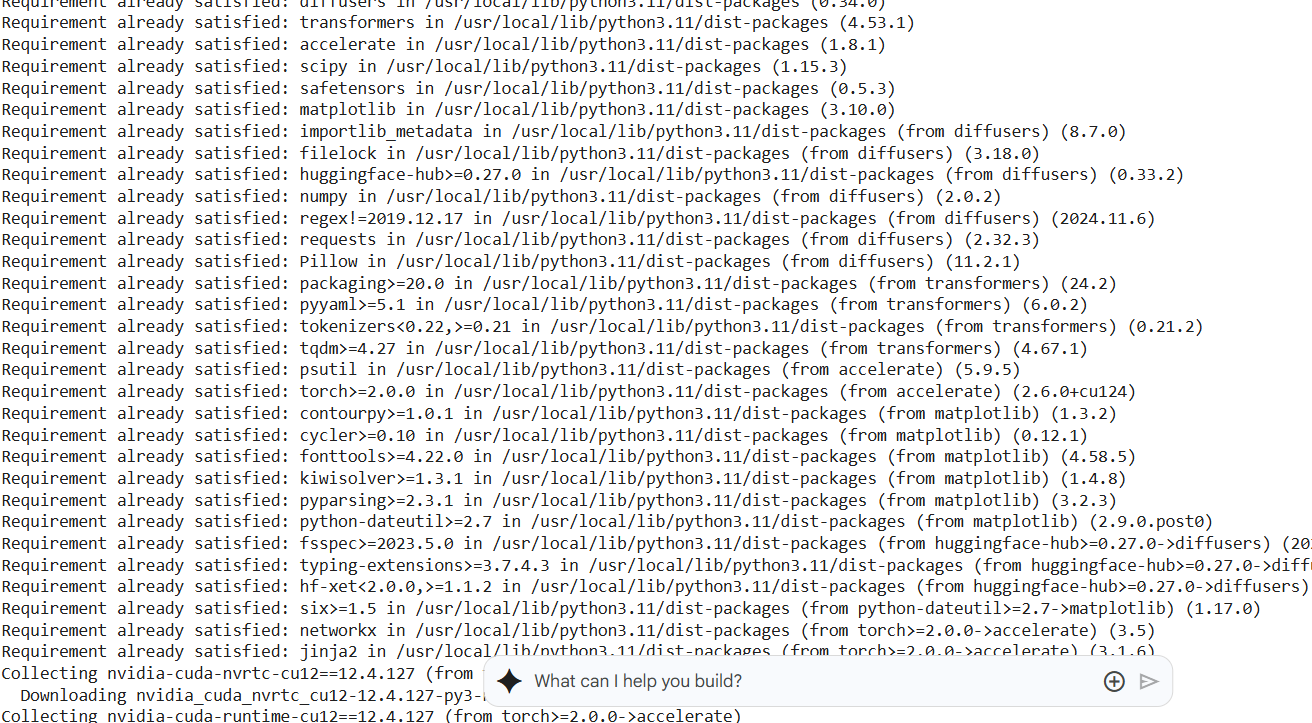 Requirement already satisfied: diffusers in /usr/local/lib/python3.11/dist-packages (0.34.0)
Requirement already satisfied: transformers in /usr/local/lib/python3.11/dist-packages (4.53.1)
Requirement already satisfied: accelerate in /usr/local/lib/python3.11/dist-packages (1.8.1)
Requirement already satisfied: scipy in /usr/local/lib/python3.11/dist-packages (1.15.3)
Requirement already satisfied: safetensors in /usr/local/lib/python3.11/dist-packages (0.5.3)
Requirement already satisfied: matplotlib in /usr/local/lib/python3.11/dist-packages (3.10.0)
Requirement already satisfied: importlib_metadata in /usr/local/lib/python3.11/dist-packages (from diffusers) (8.7.0)
Requirement already satisfied: filelock in /usr/local/lib/python3.11/dist-packages (from diffusers) (3.18.0)
Requirement already satisfied: huggingface-hub>=0.27.0 in /usr/local/lib/python3.11/dist-packages (from diffusers) (0.33.2)
Requirement already satisfied: numpy in /usr/local/lib/python3.11/dist-packages (from diffusers) (2.0.2)
Requirement already satisfied: regex!=2019.12.17 in /usr/local/lib/python3.11/dist-packages (from diffusers) (2024.11.6)
Requirement already satisfied: requests in /usr/local/lib/python3.11/dist-packages (from diffusers) (2.32.3)
Requirement already satisfied: Pillow in /usr/local/lib/python3.11/dist-packages (from diffusers) (11.2.1)
Requirement already satisfied: packaging>=20.0 in /usr/local/lib/python3.11/dist-packages (from transformers) (24.2)
Requirement already satisfied: pyyaml>=5.1 in /usr/local/lib/python3.11/dist-packages (from transformers) (6.0.2)
Requirement already satisfied: tokenizers<0.22,>=0.21 in /usr/local/lib/python3.11/dist-packages (from transformers) (0.21.2)
Requirement already satisfied: tqdm>=4.27 in /usr/local/lib/python3.11/dist-packages (from transformers) (4.67.1)
Requirement already satisfied: psutil in /usr/local/lib/python3.11/dist-packages (from accelerate) (5.9.5)
Requirement already satisfied: torch>=2.0.0 in /usr/local/lib/python3.11/dist-packages (from accelerate) (2.6.0+cu124)
Requirement already satisfied: contourpy>=1.0.1 in /usr/local/lib/python3.11/dist-packages (from matplotlib) (1.3.2)
Requirement already satisfied: cycler>=0.10 in /usr/local/lib/python3.11/dist-packages (from matplotlib) (0.12.1)
Requirement already satisfied: fonttools>=4.22.0 in /usr/local/lib/python3.11/dist-packages (from matplotlib) (4.58.5)
Requirement already satisfied: kiwisolver>=1.3.1 in /usr/local/lib/python3.11/dist-packages (from matplotlib) (1.4.8)
Requirement already satisfied: pyparsing>=2.3.1 in /usr/local/lib/python3.11/dist-packages (from matplotlib) (3.2.3)
Requirement already satisfied: python-dateutil>=2.7 in /usr/local/lib/python3.11/dist-packages (from matplotlib) (2.9.0.post0)
Requirement already satisfied: fsspec>=2023.5.0 in /usr/local/lib/python3.11/dist-packages (from huggingface-hub>=0.27.0->diffusers)
Requirement already satisfied: typing-extensions>=3.7.4.3 in /usr/local/lib/python3.11/dist-packages (from
Requirement already satisfied: hf-xet<2.0.0,>=1.1.2 in /usr/local/lib/python3.11/dist-packages (from huggingface-hub>=0.27.0->diffusers)
Requirement already satisfied: six>=1.5 in /usr/local/lib/python3.11/dist-packages (from python-dateutil>=2.7->matplotlib) (1.17.0)
Requirement already satisfied: networkx in /usr/local/lib/python3.11/dist-packages (from torch>=2.0.0->accelerate) (3.5)
Requirement already satisfied: jinja2 in /usr/local/lib/python3.11/dist-packages (from torch>=2.0.0->accelerate) (3.1.6)
Collecting nvidia-cuda-nvrtc-cu12==12.4.127 (from
Downloading
What can I help you build?
Collecting nvidia-cuda-runtime-cu12==12.4.127 (from torch>=2.0.0->accelerate)